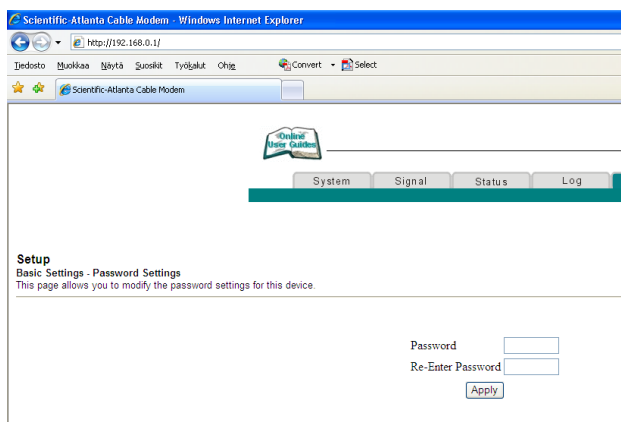 Scientific-Atlanta Cable Modem - Windows Internet Explorer
http://192.168.0.1/
Tiedosto Muokkaa Näytä Suosikit Työkalut Ohje Convert Select
Scientific-Atlanta Cable Modem
Online
User Guides
System Signal Status Log
Setup
Basic Settings - Password Settings
This page allows you to modify the password settings for this device.
Password
Re-Enter Password
Apply